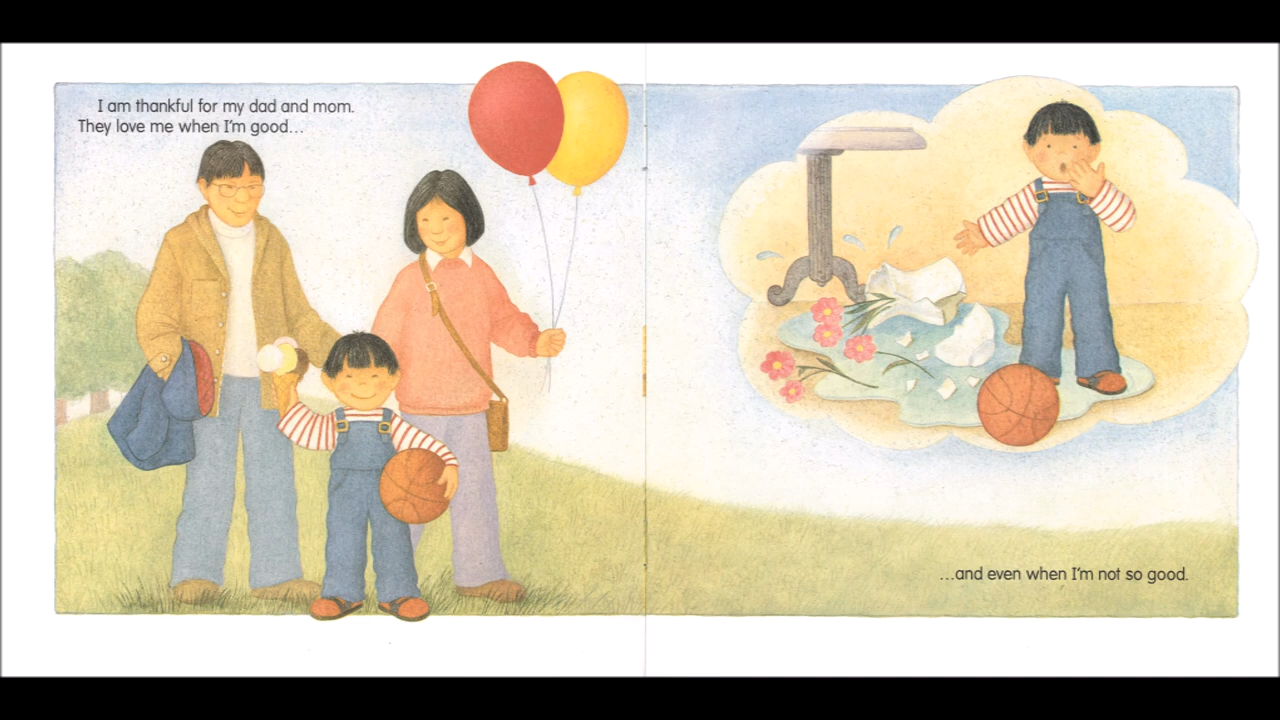 I am thankful for my dad and mom.
They love me when I'm good...
...and even when I'm not so good.